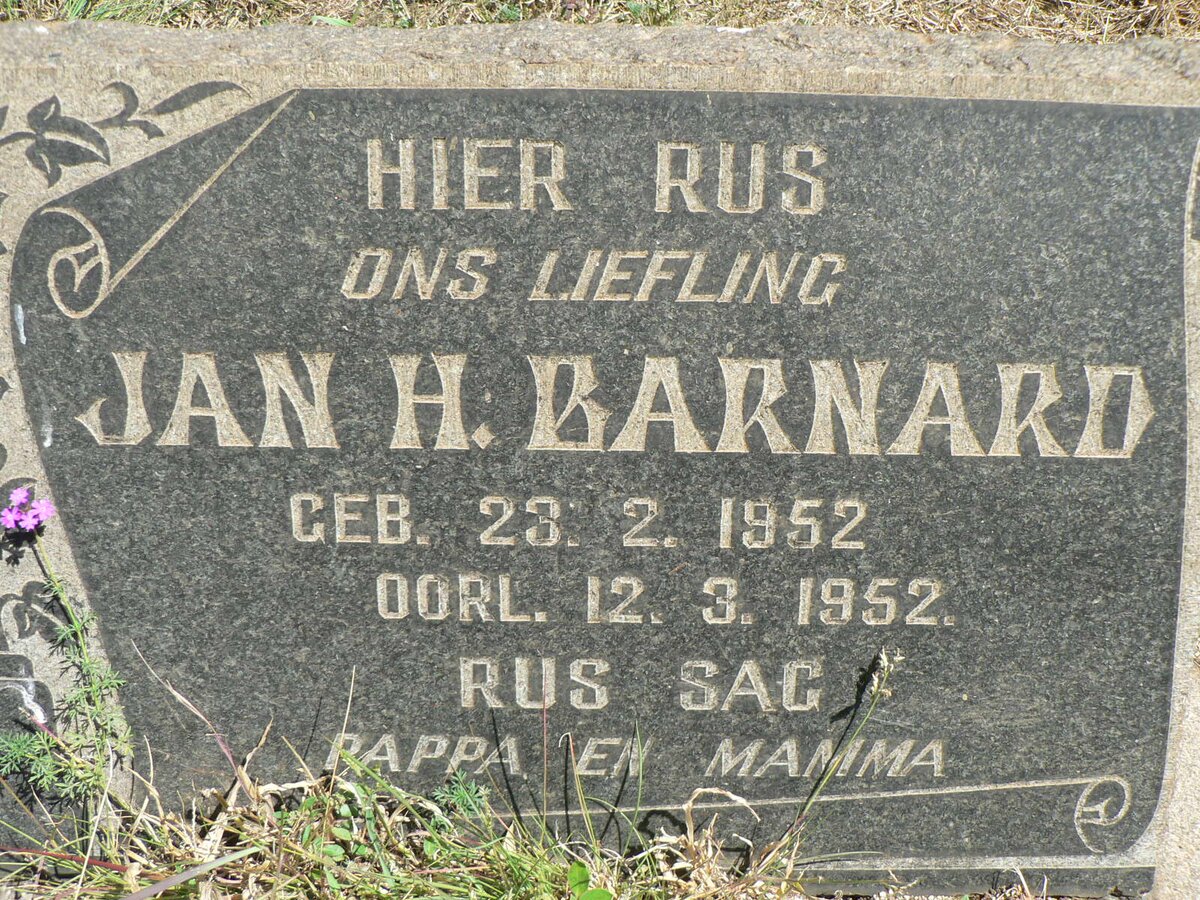 HIER RUS
ONS LIEFLING
JAN H. BARNARD
GEB. 23. 2. 1952
OORL. 12. 3. 1952.
RUS SAG
PAPPA EN MAMMA